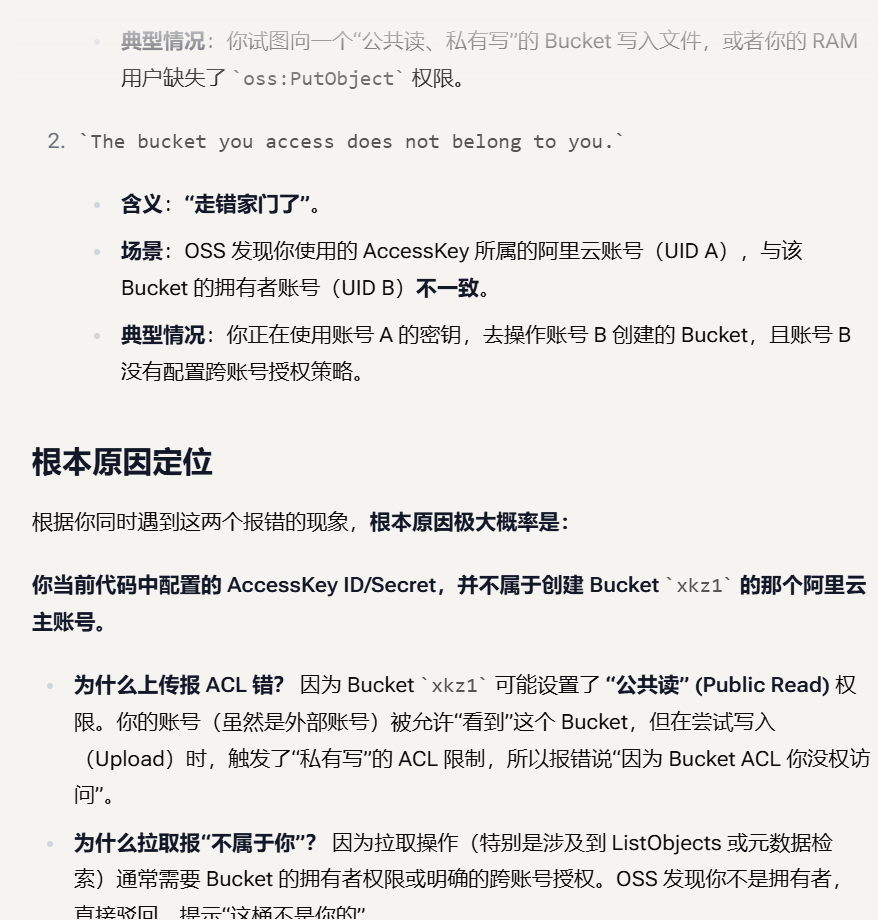 典型情况：你试图向一个“公共读、私有写”的 Bucket 写入文件，或者你的 RAM
用户缺失了 `oss:PutObject` 权限。
2. `The bucket you access does not belong to you.`
含义：“走错家门了”。
场景：OSS 发现你使用的 AccessKey 所属的阿里云账号（UID A），与该
Bucket 的拥有者账号（UID B）不一致。
典型情况：你正在使用账号 A 的密钥，去操作账号 B 创建的 Bucket，且账号 B
没有配置跨账号授权策略。
根本原因定位
根据你同时遇到这两个报错的现象，根本原因极大概率是：
你当前代码中配置的 AccessKey ID/Secret，并不属于创建 Bucket `xkz1` 的那个阿里云
主账号。
为什么上传报 ACL 错？ 因为 Bucket `xkz1` 可能设置了 “公共读” (Public Read) 权
限。你的账号（虽然是外部账号）被允许“看到”这个 Bucket，但在尝试写入
（Upload）时，触发了“私有写”的 ACL 限制，所以报错说“因为 Bucket ACL 你没权访
问”。
为什么拉取报“不属于你”？ 因为拉取操作（特别是涉及到 ListObjects 或元数据检
索）通常需要 Bucket 的拥有者权限或明确的跨账号授权。OSS 发现你不是拥有者，
直接驳回，提示“这桶不是你的”